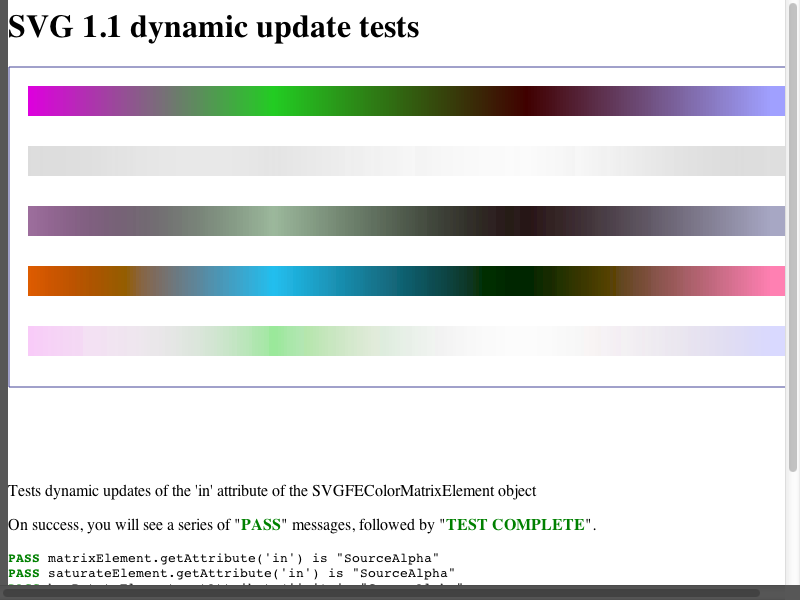 SVG 1.1 dynamic update tests
Tests dynamic updates of the 'in' attribute of the SVGFEColorMatrixElement object
On success, you will see a series of "PASS" messages, followed by "TEST COMPLETE".
PASS matrixElement.getAttribute('in') is "SourceAlpha"
PASS saturateElement.getAttribute('in') is "SourceAlpha"